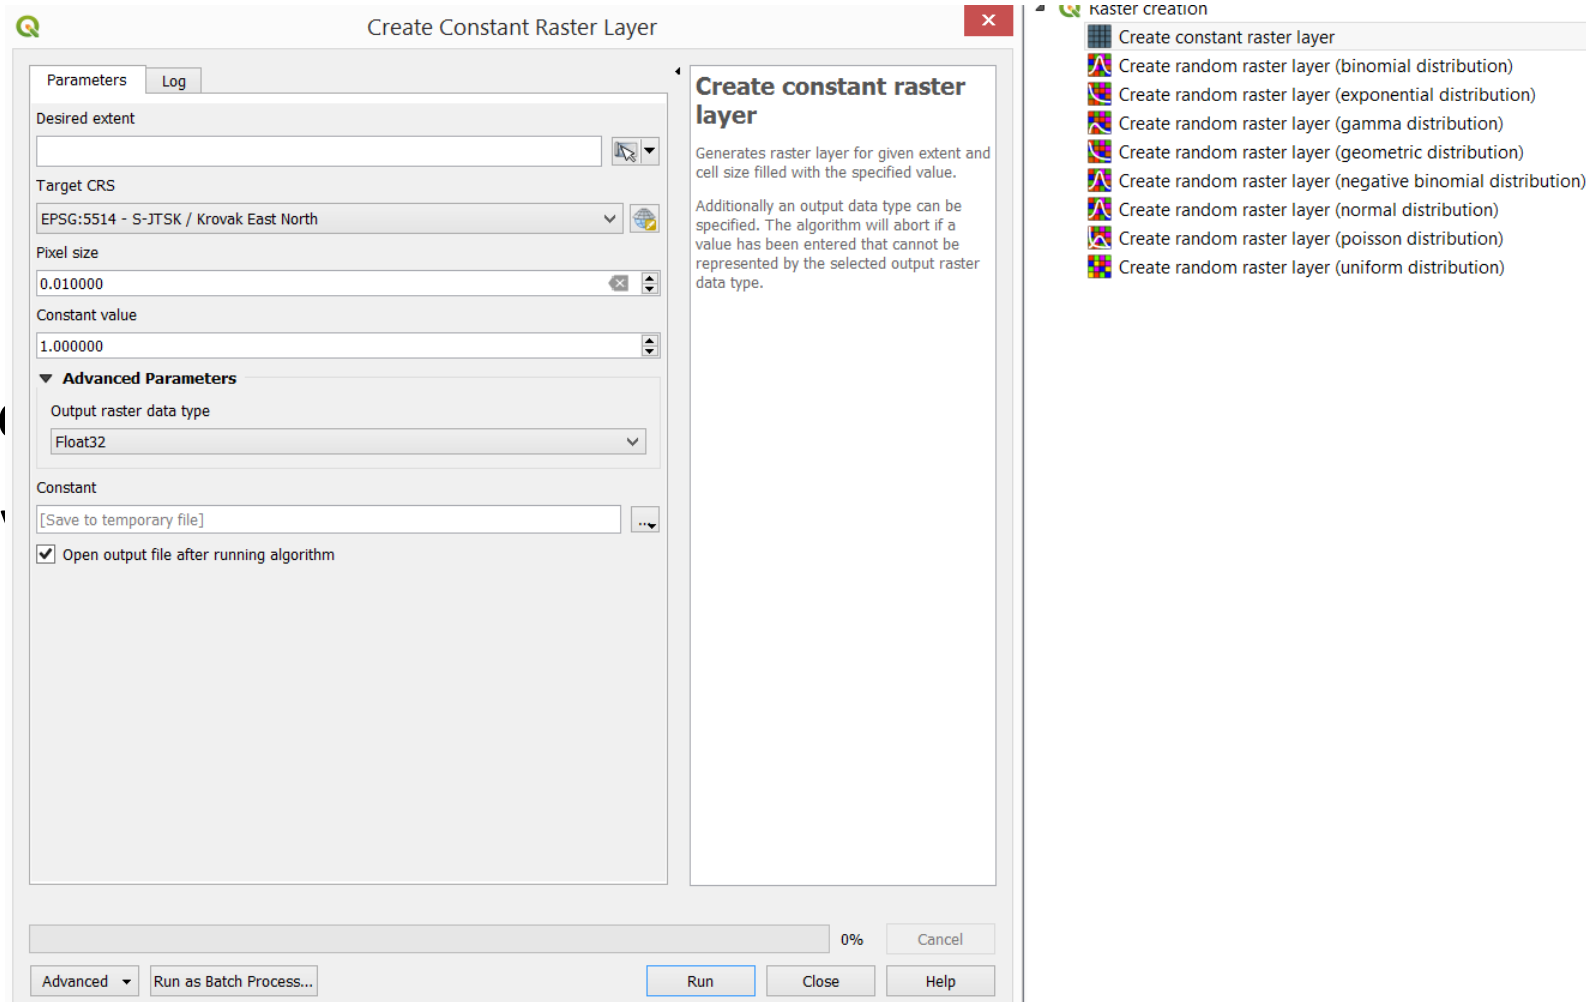 Create Constant Raster Layer
Parameters
Log
Desired extent
Target CRS
EPSG:5514 - S-JTSK / Krovak East North
Pixel size
0.010000
Constant value
1.000000
Advanced Parameters
Output raster data type
Float32
Constant
[Save to temporary file]
...
Open output file after running algorithm
Create constant raster
layer
Generates raster layer for given extent and
cell size filled with the specified value.
Additionally an output data type can be
specified. The algorithm will abort if a
value has been entered that cannot be
represented by the selected output raster
data type.
0%
Cancel
Advanced
Run as Batch Process...
Run
Close
Help
Raster creation
Create constant raster layer
Create random raster layer (binomial distribution)
Create random raster layer (exponential distribution)
Create random raster layer (gamma distribution)
Create random raster layer (geometric distribution)
Create random raster layer (negative binomial distribution)
Create random raster layer (normal distribution)
Create random raster layer (poisson distribution)
Create random raster layer (uniform distribution)